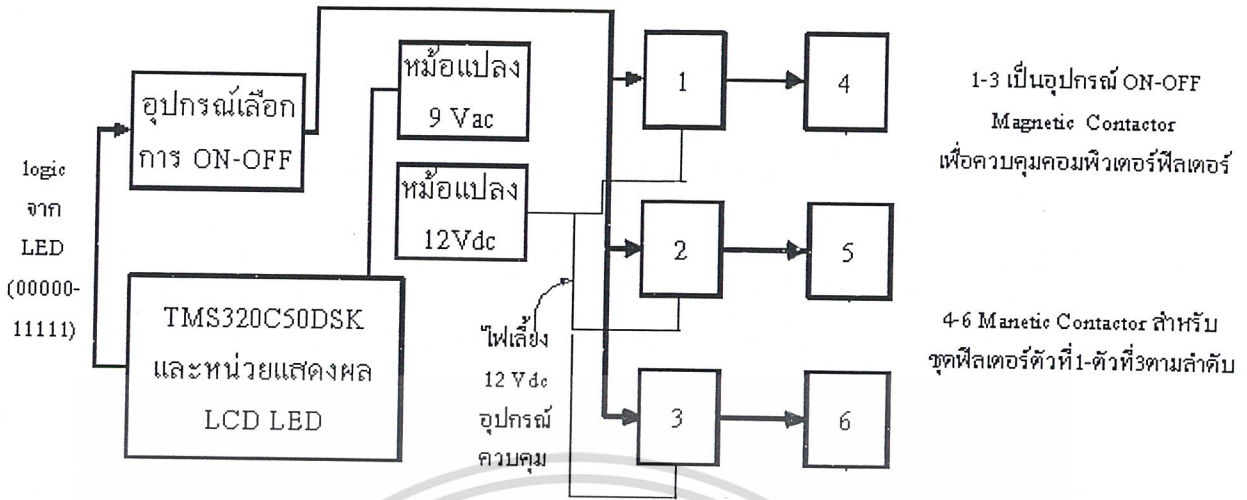 หม้อแปลง
9 Vac
1
4
1-3 เป็นอุปกรณ์ ON-OFF
Magnetic Contactor
เพื่อควบคุมคอมพิวเตอร์ฟีลเตอร์
อุปกรณ์เลือก
การ ON-OFF
logic
จาก
LED
(00000-
11111)
หม้อแปลง
12Vdc
2
5
TMS320C50DSK
และหน่วยแสดงผล
LCD LED
ไฟเลี้ยง
12 Vdc
อุปกรณ์
ควบคุม
3
6
4-6 Manetic Contactor สำหรับ
ชุดฟีลเตอร์ตัวที่1-ตัวที่3ตามลำดับ